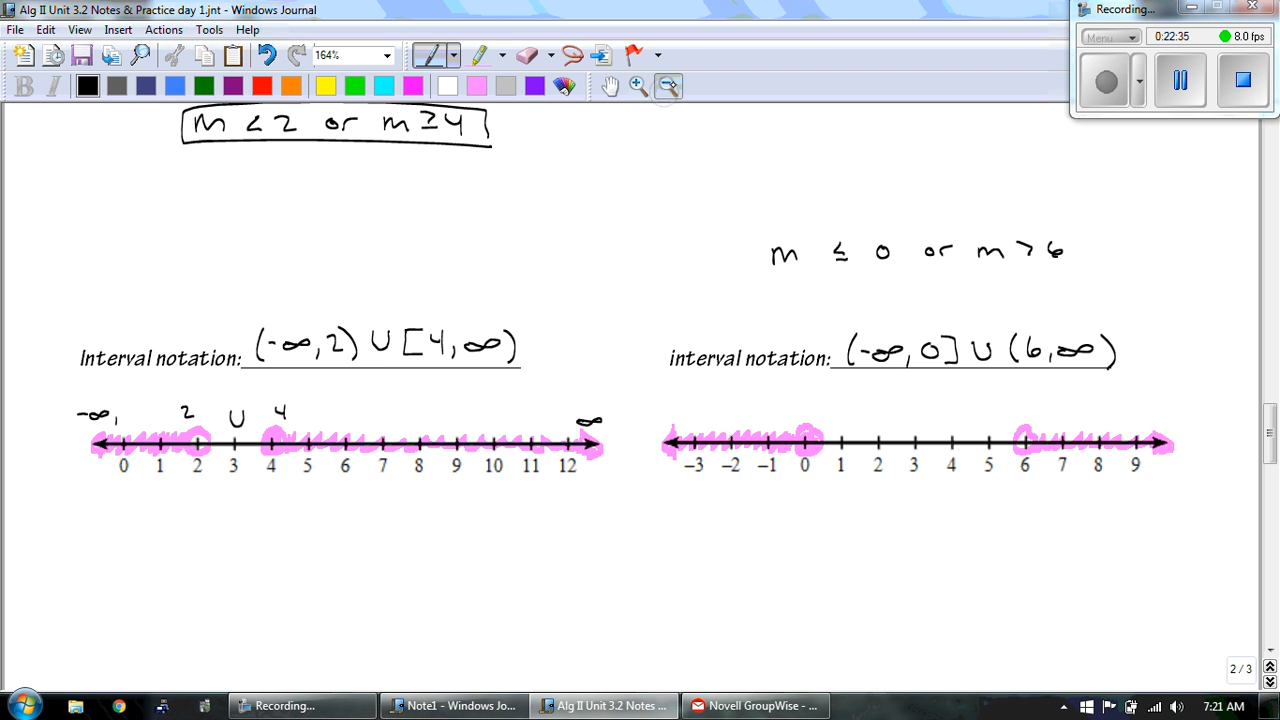 Alg II Unit 3.2 Notes & Practice day 1.jnt - Windows Journal
File Edit View Insert Actions Tools Help
164%
Recording...
Menu
0:22:35 8.0 fps
m < 2 or m ≥ 4
m ≤ 0 or m > 6
Interval notation: (-∞, 2) ∪ [4, ∞)
interval notation: (-∞, 0] ∪ (6, ∞)
-∞, 2 ∪ 4 ∞
0 1 2 3 4 5 6 7 8 9 10 11 12
-3 -2 -1 0 1 2 3 4 5 6 7 8 9
2 / 3
Recording... Note1 - Windows Jo... Alg II Unit 3.2 Notes ... Novell GroupWise - ... 7:21 AM